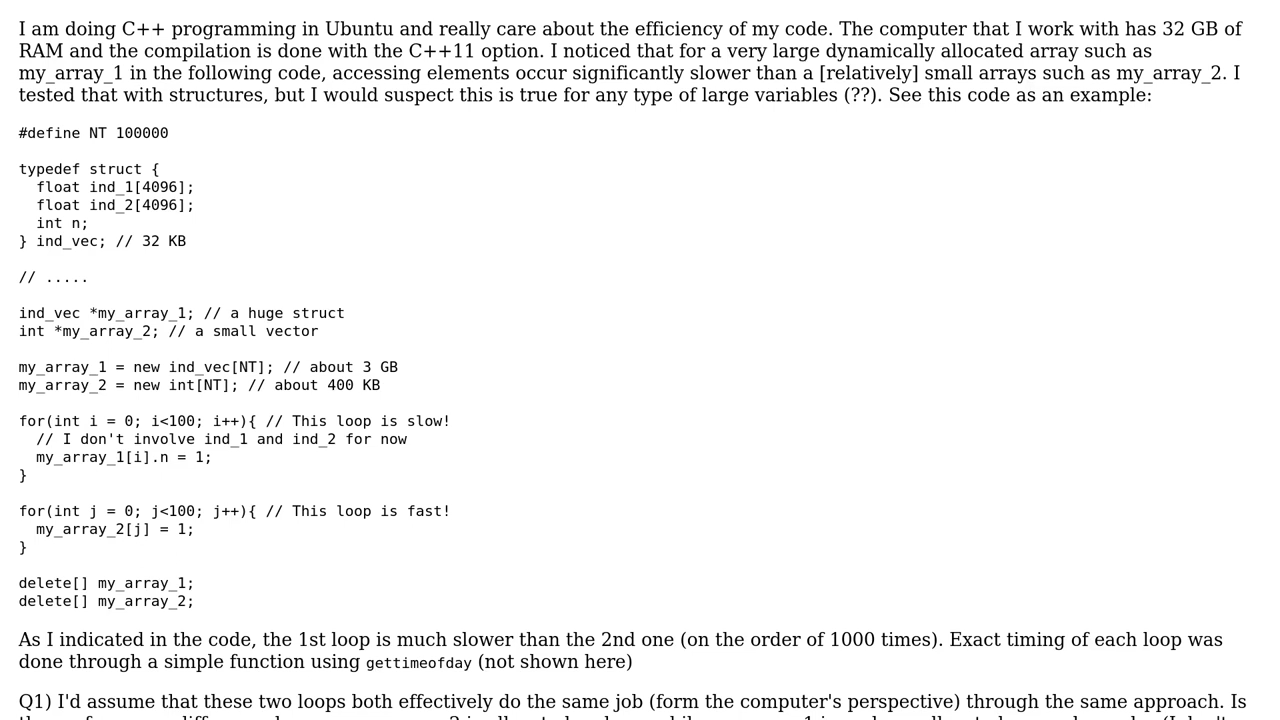 I am doing C++ programming in Ubuntu and really care about the efficiency of my code. The computer that I work with has 32 GB of
RAM and the compilation is done with the C++11 option. I noticed that for a very large dynamically allocated array such as
my_array_1 in the following code, accessing elements occur significantly slower than a [relatively] small arrays such as my_array_2. I
tested that with structures, but I would suspect this is true for any type of large variables (??). See this code as an example:
#define NT 100000
typedef struct {
  float ind_1[4096];
  float ind_2[4096];
  int n;
} ind_vec; // 32 KB
// .....
ind_vec *my_array_1; // a huge struct
int *my_array_2; // a small vector
my_array_1 = new ind_vec[NT]; // about 3 GB
my_array_2 = new int[NT]; // about 400 KB
for(int i = 0; i<100; i++){ // This loop is slow!
  // I don't involve ind_1 and ind_2 for now
  my_array_1[i].n = 1;
}
for(int j = 0; j<100; j++){ // This loop is fast!
  my_array_2[j] = 1;
}
delete[] my_array_1;
delete[] my_array_2;
As I indicated in the code, the 1st loop is much slower than the 2nd one (on the order of 1000 times). Exact timing of each loop was
done through a simple function using gettimeofday (not shown here)
Q1) I'd assume that these two loops both effectively do the same job (form the computer's perspective) through the same approach. Is